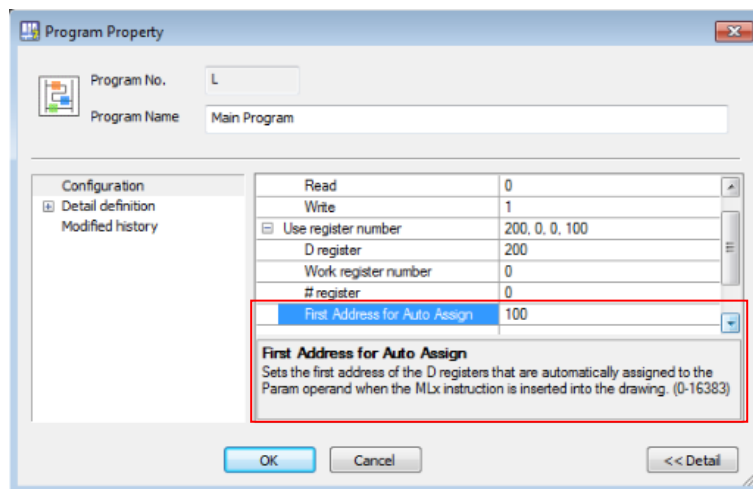 Program Property
Program No. L
Program Name Main Program
Configuration
Detail definition
Modified history
Read 0
Write 1
Use register number 200, 0, 0, 100
D register 200
Work register number 0
# register 0
First Address for Auto Assign 100
First Address for Auto Assign
Sets the first address of the D registers that are automatically assigned to the
Param operand when the MLx instruction is inserted into the drawing. (0-16383)
OK Cancel << Detail